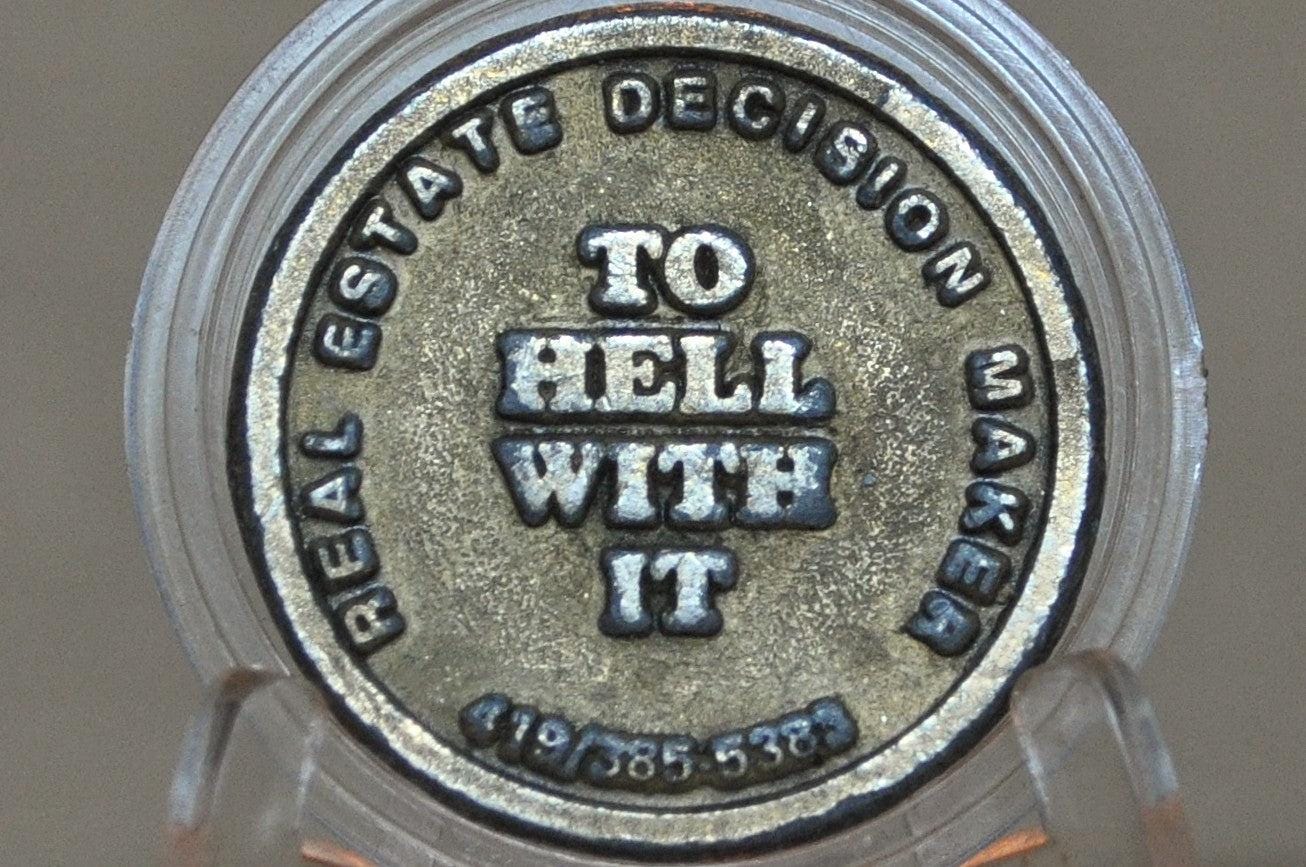 REAL ESTATE DECISION MAKER
TO
HELL
WITH
IT
419/385-5383